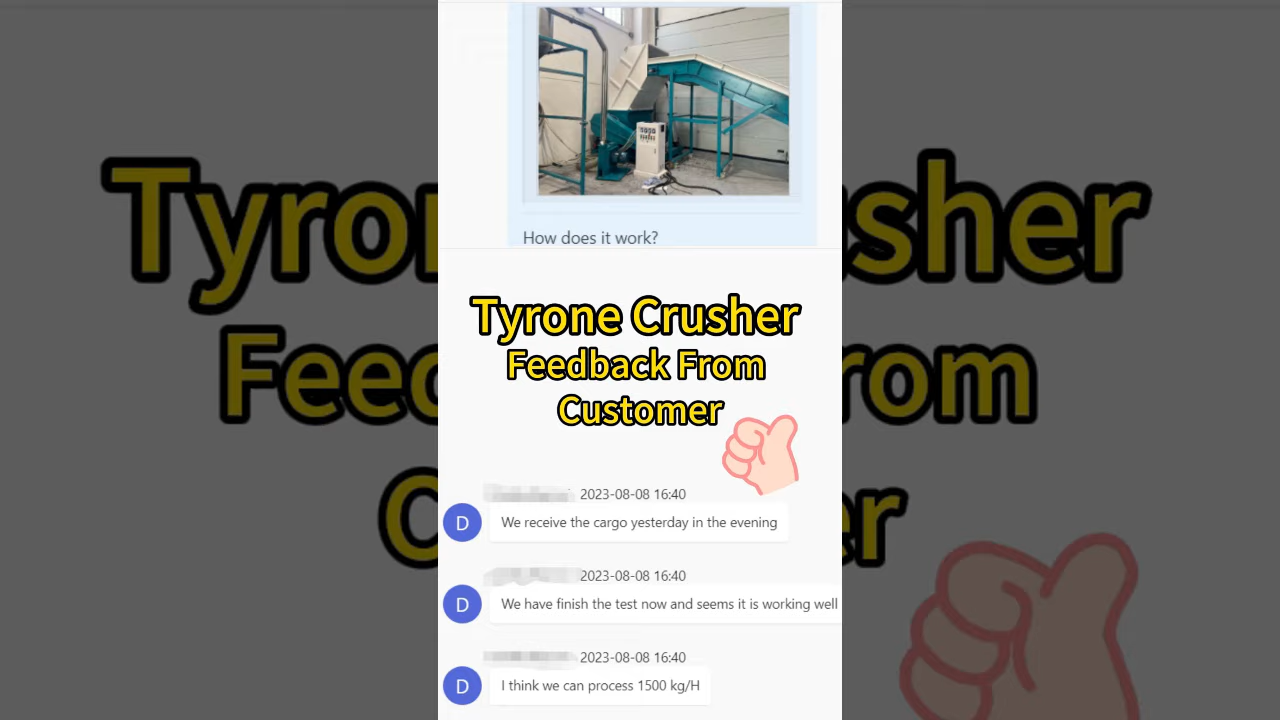 How does it work?
Tyrone Crusher
Feedback From
Customer
2023-08-08 16:40
D
We receive the cargo yesterday in the evening
2023-08-08 16:40
D
We have finish the test now and seems it is working well
2023-08-08 16:40
D
I think we can process 1500 kg/H